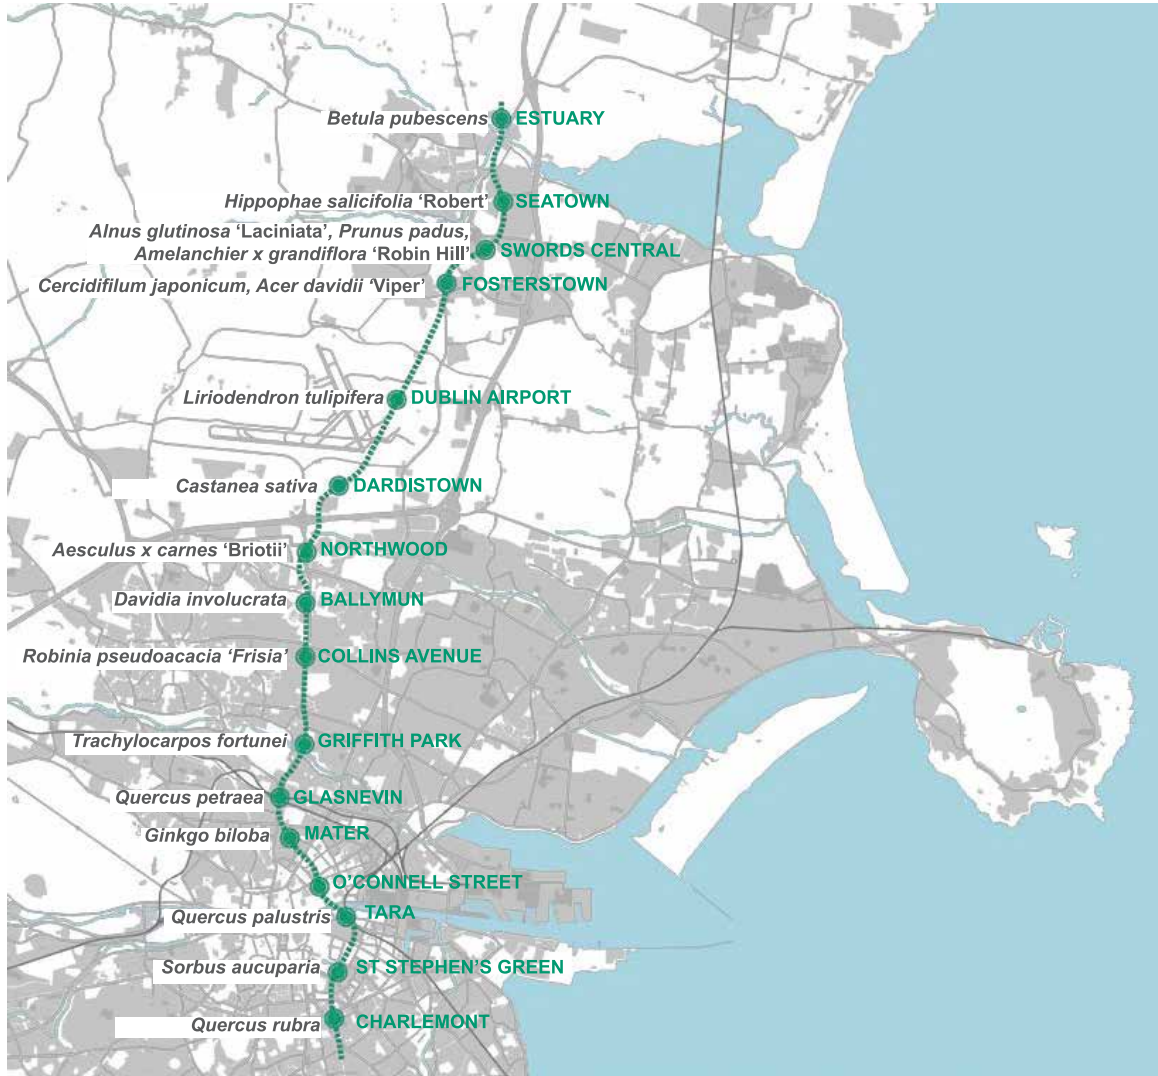 Betula pubescens ESTUARY
Hippophae salicifolia ‘Robert’ SEATOWN
Alnus glutinosa ‘Laciniata’, Prunus padus,
Amelanchier x grandiflora ‘Robin Hill’ SWORDS CENTRAL
Cercidifilum japonicum, Acer davidii ‘Viper’ FOSTERSTOWN
Liriodendron tulipifera DUBLIN AIRPORT
Castanea sativa DARDISTOWN
Aesculus x carnes ‘Briotii’ NORTHWOOD
Davidia involucrata BALLYMUN
Robinia pseudoacacia ‘Frisia’ COLLINS AVENUE
Trachylocarpos fortunei GRIFFITH PARK
Quercus petraea GLASNEVIN
Ginkgo biloba MATER
O’CONNELL STREET
Quercus palustris TARA
Sorbus aucuparia ST STEPHEN’S GREEN
Quercus rubra CHARLEMONT